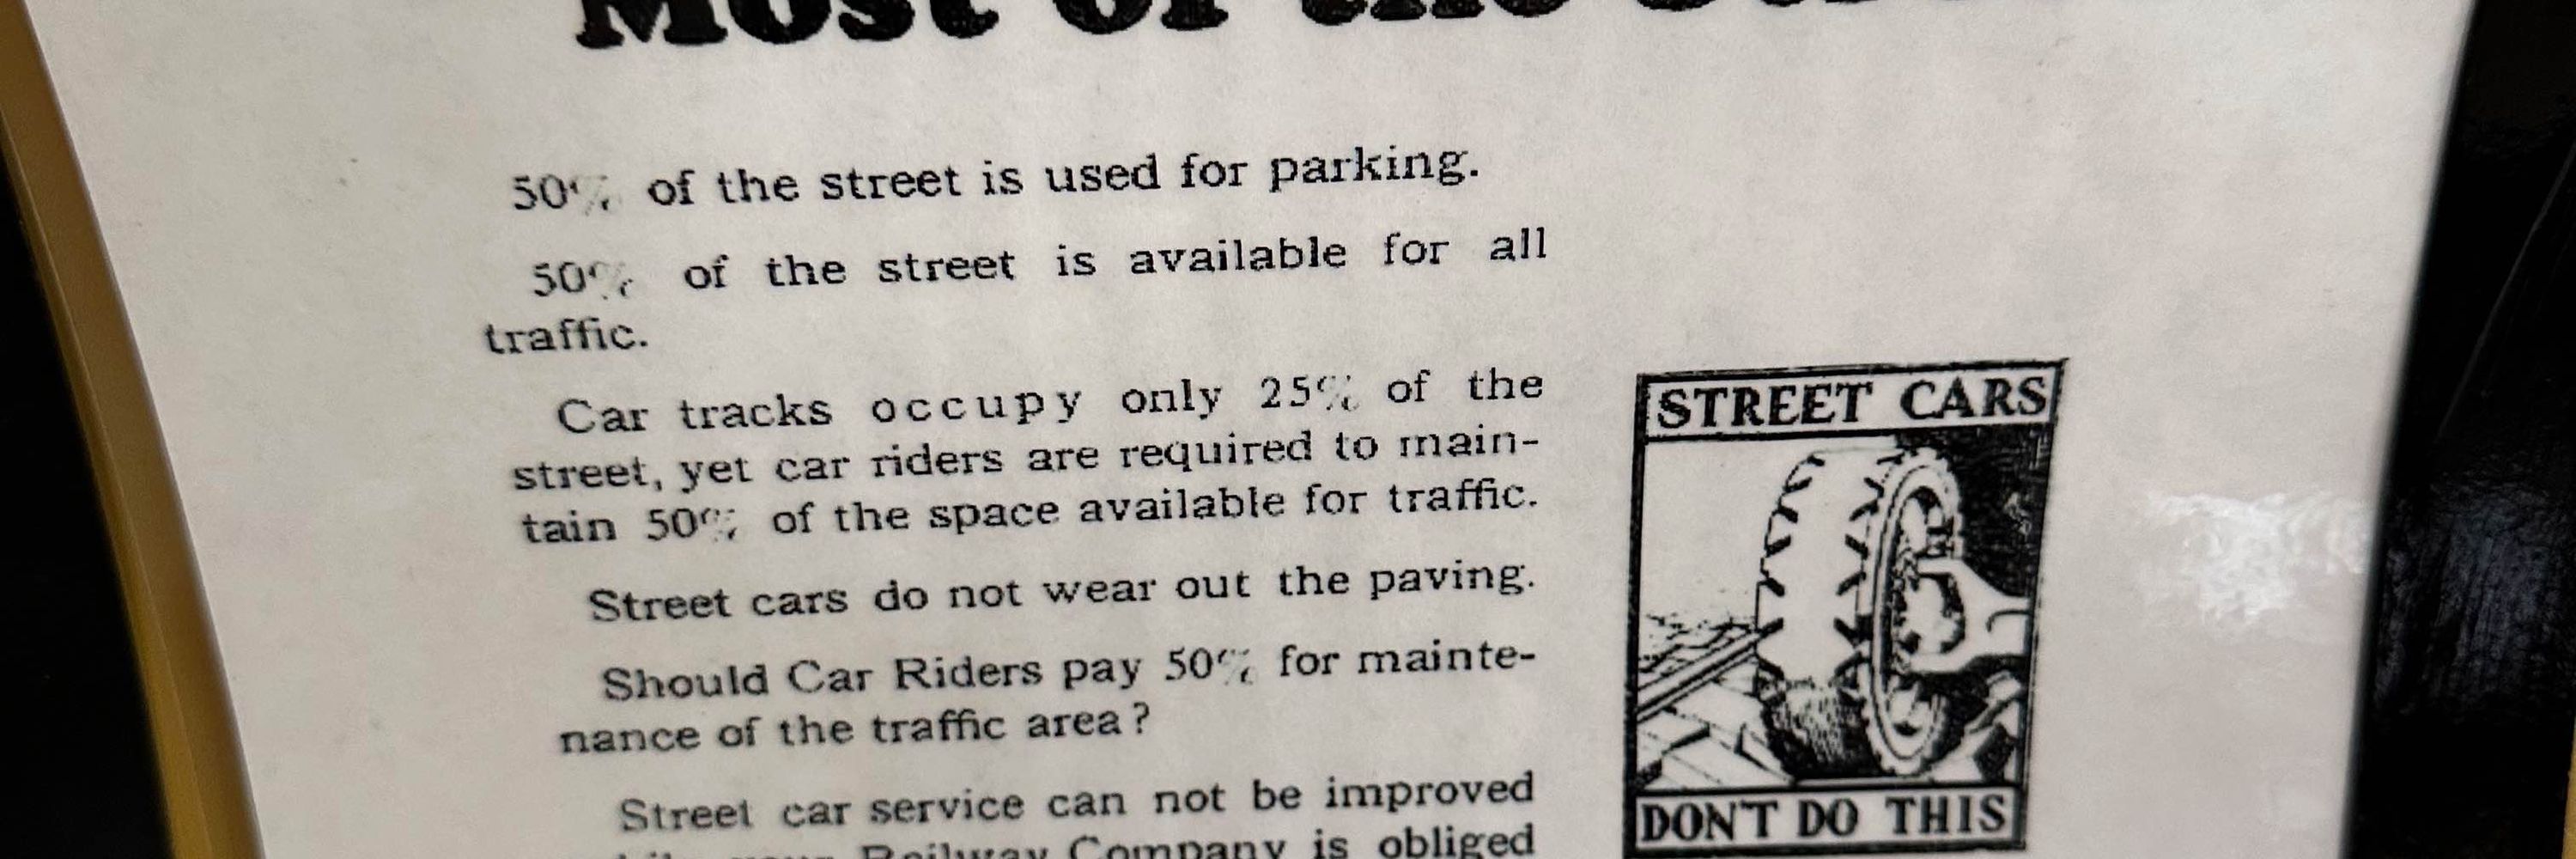 Most of the
50% of the street is used for parking.
50% of the street is available for all
traffic.
Car tracks occupy only 25% of the
street, yet car riders are required to main-
tain 50% of the space available for traffic.
Street cars do not wear out the paving.
Should Car Riders pay 50% for mainte-
nance of the traffic area?
Street car service can not be improved
your Railway Company is obliged
STREET CARS
DON'T DO THIS